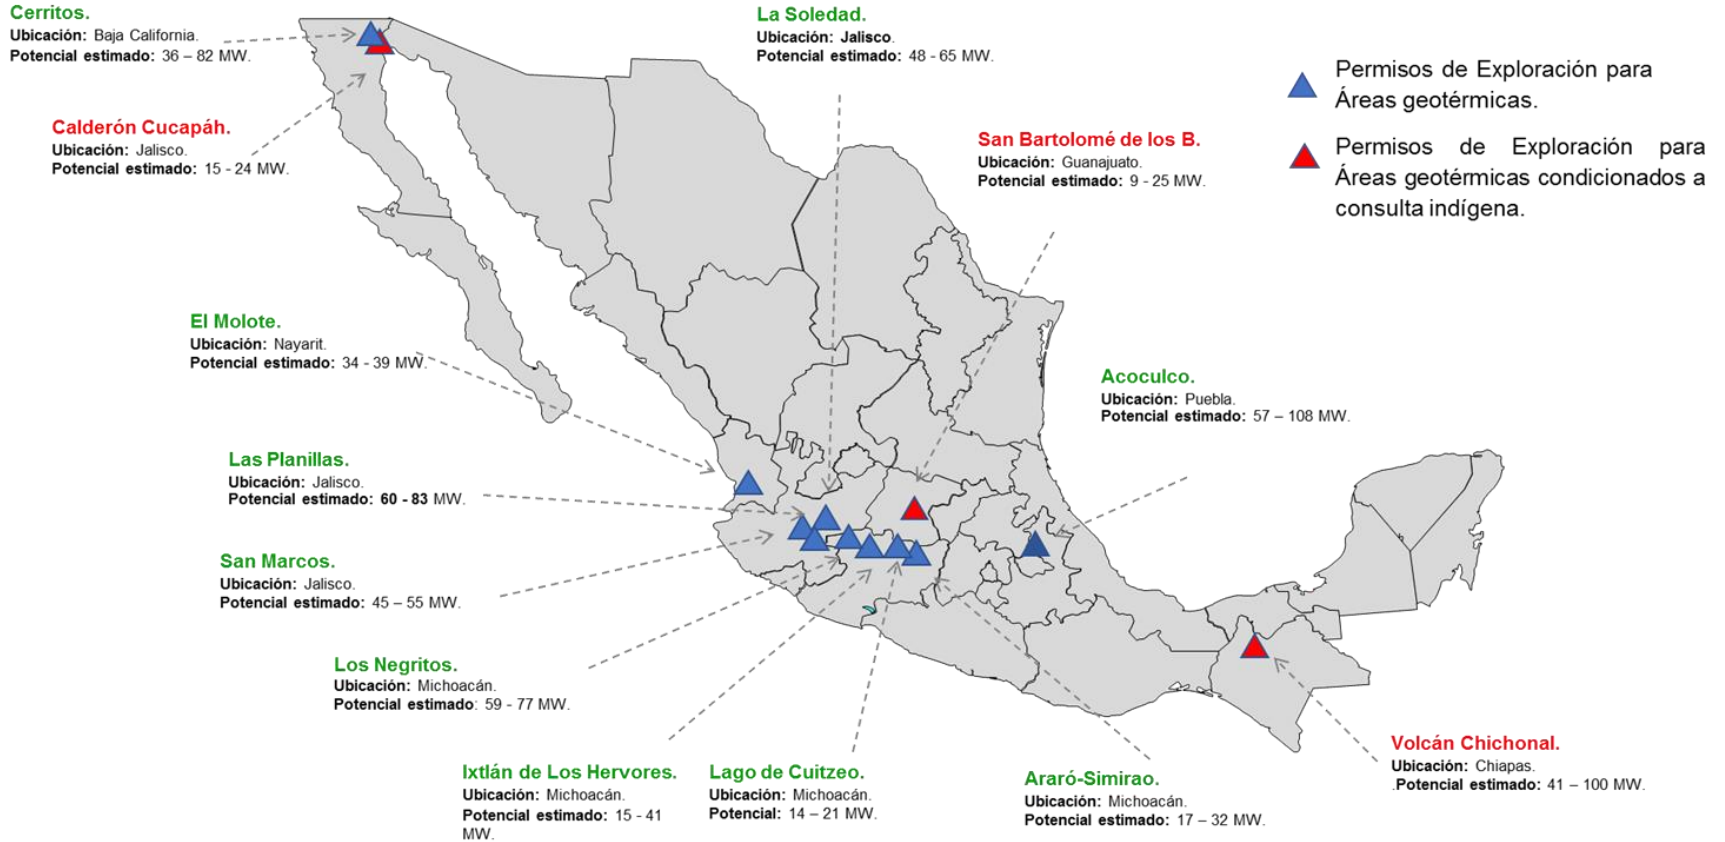 Cerritos.
Ubicación: Baja California.
Potencial estimado: 36 – 82 MW.
La Soledad.
Ubicación: Jalisco.
Potencial estimado: 48 - 65 MW.
Permisos de Exploración para
Áreas geotérmicas.
Permisos de Exploración para
Áreas geotérmicas condicionados a
consulta indígena.
Calderón Cucapáh.
Ubicación: Jalisco.
Potencial estimado: 15 - 24 MW.
San Bartolomé de los B.
Ubicación: Guanajuato.
Potencial estimado: 9 - 25 MW.
El Molote.
Ubicación: Nayarit.
Potencial estimado: 34 - 39 MW.
Acoculco.
Ubicación: Puebla.
Potencial estimado: 57 – 108 MW.
Las Planillas.
Ubicación: Jalisco.
Potencial estimado: 60 - 83 MW.
San Marcos.
Ubicación: Jalisco.
Potencial estimado: 45 – 55 MW.
Los Negritos.
Ubicación: Michoacán.
Potencial estimado: 59 - 77 MW.
Ixtlán de Los Hervores.
Ubicación: Michoacán.
Potencial estimado: 15 - 41
MW.
Lago de Cuitzeo.
Ubicación: Michoacán.
Potencial: 14 – 21 MW.
Araró-Simirao.
Ubicación: Michoacán.
Potencial estimado: 17 – 32 MW.
Volcán Chichonal.
Ubicación: Chiapas.
.Potencial estimado: 41 – 100 MW.